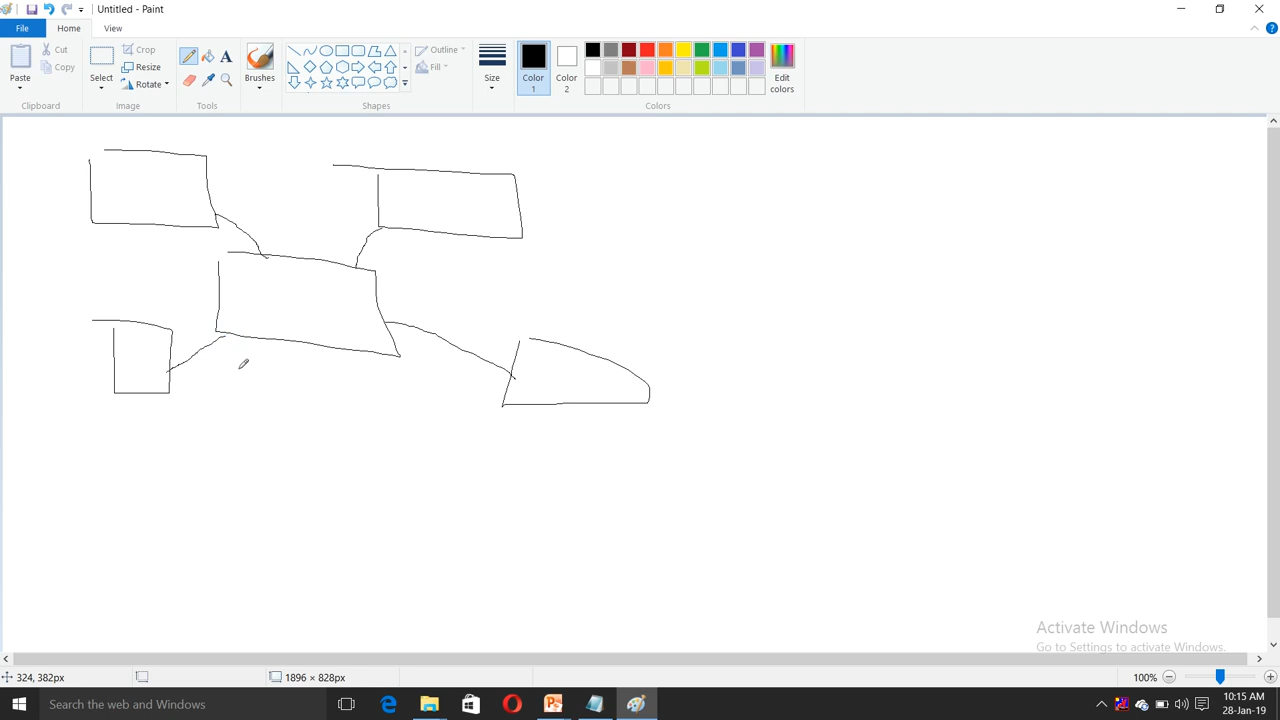 Untitled - Paint
File
Home
View
Paste
Cut
Copy
Clipboard
Select
Crop
Resize
Rotate
Image
Tools
Brushes
Shapes
Outline
Fill
Size
Color
1
Color
2
Edit
colors
Colors
Activate Windows
Go to Settings to activate Windows.
324, 382px
1896 × 828px
100%
Search the web and Windows
10:15 AM
28-Jan-19